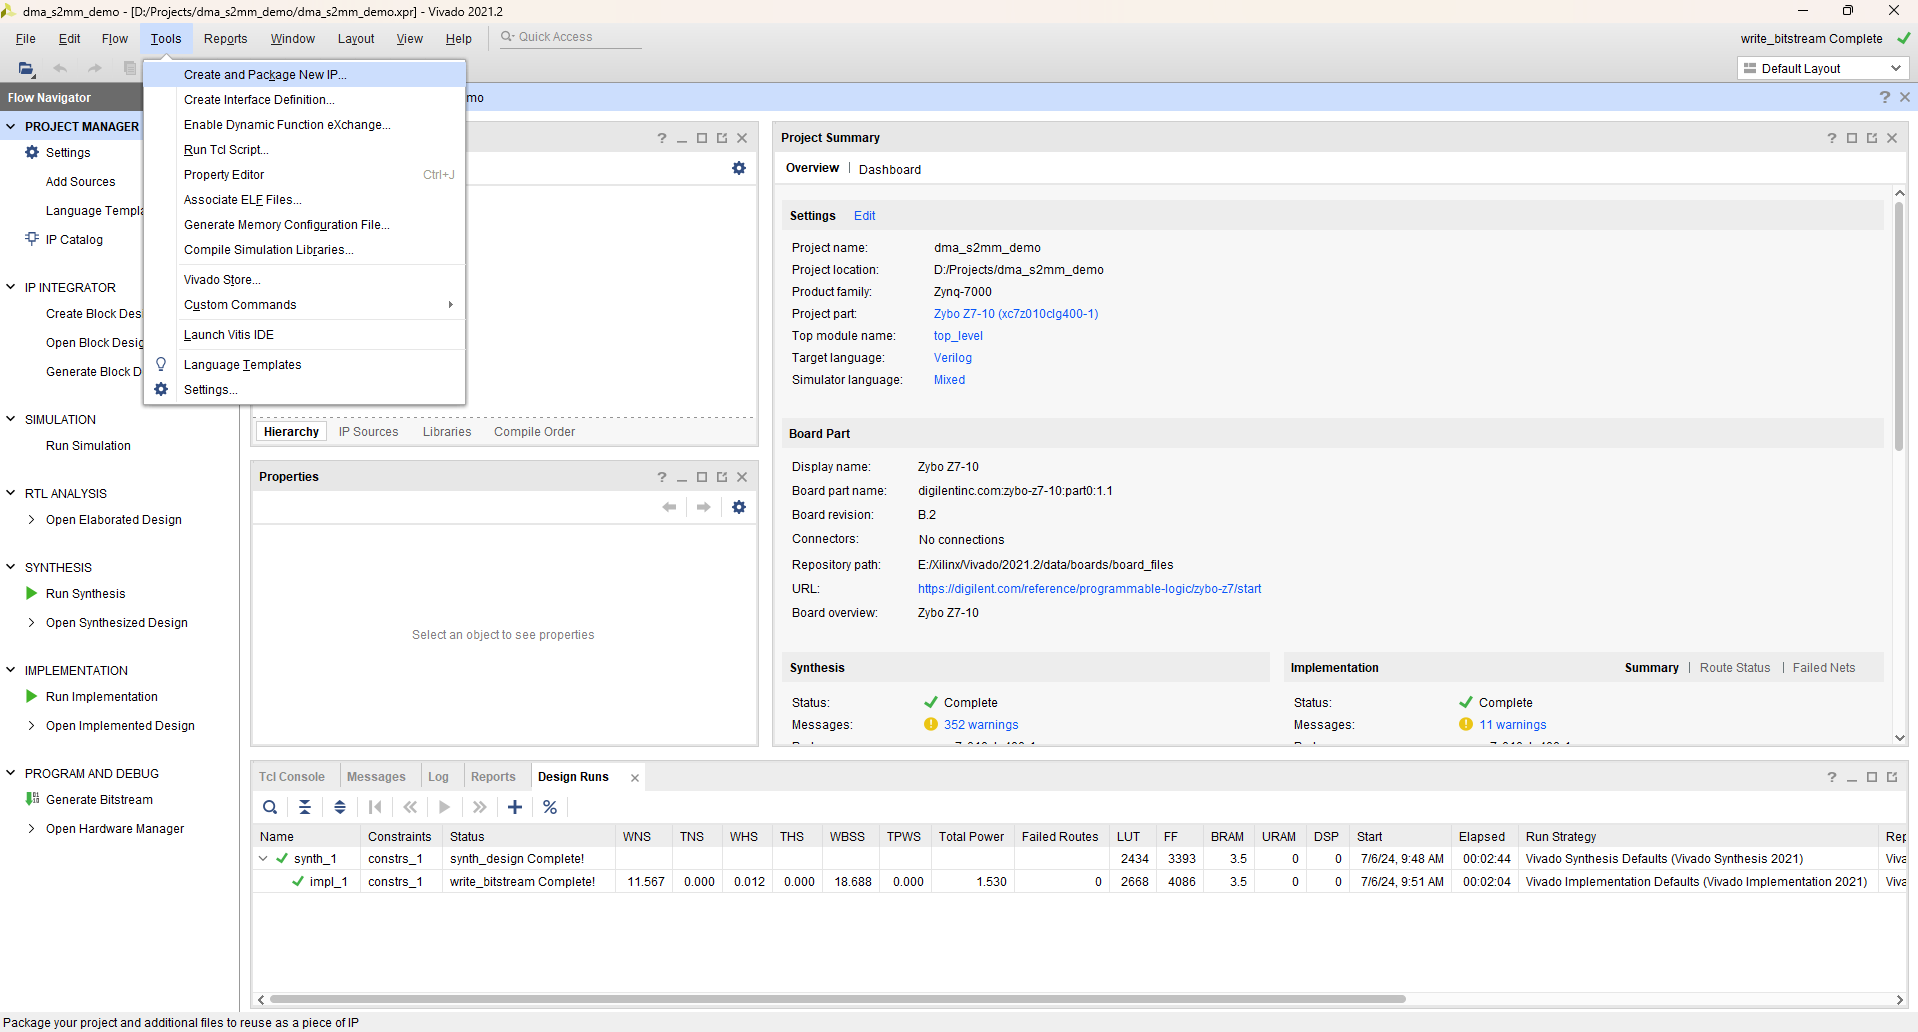 dma_s2mm_demo - [D:/Projects/dma_s2mm_demo/dma_s2mm_demo.xpr] - Vivado 2021.2
File Edit Flow Tools Reports Window Layout View Help Quick Access
write_bitstream Complete
Default Layout
Flow Navigator
mo
PROJECT MANAGER
Settings
Add Sources
Language Templa
IP Catalog
IP INTEGRATOR
Create Block Des
Open Block Desig
Generate Block D
SIMULATION
Run Simulation
RTL ANALYSIS
Open Elaborated Design
SYNTHESIS
Run Synthesis
Open Synthesized Design
IMPLEMENTATION
Run Implementation
Open Implemented Design
PROGRAM AND DEBUG
Generate Bitstream
Open Hardware Manager
Create and Package New IP...
Create Interface Definition...
Enable Dynamic Function eXchange...
Run Tcl Script...
Property Editor Ctrl+J
Associate ELF Files...
Generate Memory Configuration File...
Compile Simulation Libraries...
Vivado Store...
Custom Commands
Launch Vitis IDE
Language Templates
Settings...
Hierarchy IP Sources Libraries Compile Order
Properties
Select an object to see properties
Project Summary
Overview | Dashboard
Settings Edit
Project name: dma_s2mm_demo
Project location: D:/Projects/dma_s2mm_demo
Product family: Zynq-7000
Project part: Zybo Z7-10 (xc7z010clg400-1)
Top module name: top_level
Target language: Verilog
Simulator language: Mixed
Board Part
Display name: Zybo Z7-10
Board part name: digilentinc.com:zybo-z7-10:part0:1.1
Board revision: B.2
Connectors: No connections
Repository path: E:/Xilinx/Vivado/2021.2/data/boards/board_files
URL: https://digilent.com/reference/programmable-logic/zybo-z7/start
Board overview: Zybo Z7-10
Synthesis
Status: Complete
Messages: 352 warnings
Implementation Summary | Route Status | Failed Nets
Status: Complete
Messages: 11 warnings
Tcl Console Messages Log Reports Design Runs
Name Constraints Status WNS TNS WHS THS WBSS TPWS Total Power Failed Routes LUT FF BRAM URAM DSP Start Elapsed Run Strategy Rep
synth_1 constrs_1 synth_design Complete! 2434 3393 3.5 0 0 7/6/24, 9:48 AM 00:02:44 Vivado Synthesis Defaults (Vivado Synthesis 2021) Viva
impl_1 constrs_1 write_bitstream Complete! 11.567 0.000 0.012 0.000 18.688 0.000 1.530 0 2668 4086 3.5 0 0 7/6/24, 9:51 AM 00:02:04 Vivado Implementation Defaults (Vivado Implementation 2021) Viva
Package your project and additional files to reuse as a piece of IP